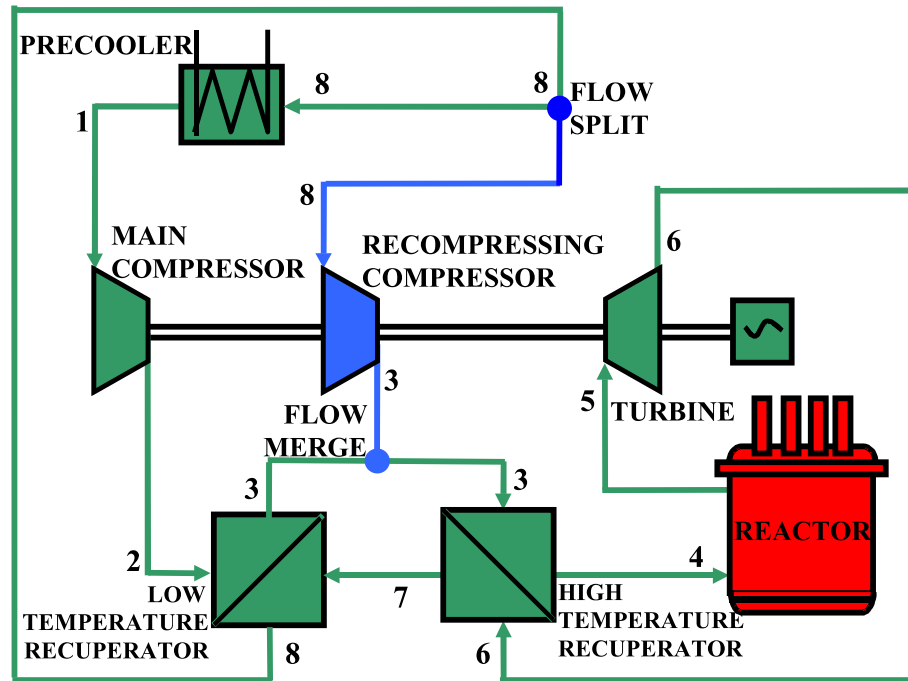 PRECOOLER
8
8
FLOW
SPLIT
1
8
6
MAIN
COMPRESSOR
RECOMPRESSING
COMPRESSOR
3
5
TURBINE
FLOW
MERGE
3
3
REACTOR
2
7
4
LOW
TEMPERATURE
RECUPERATOR
HIGH
TEMPERATURE
RECUPERATOR
8
6